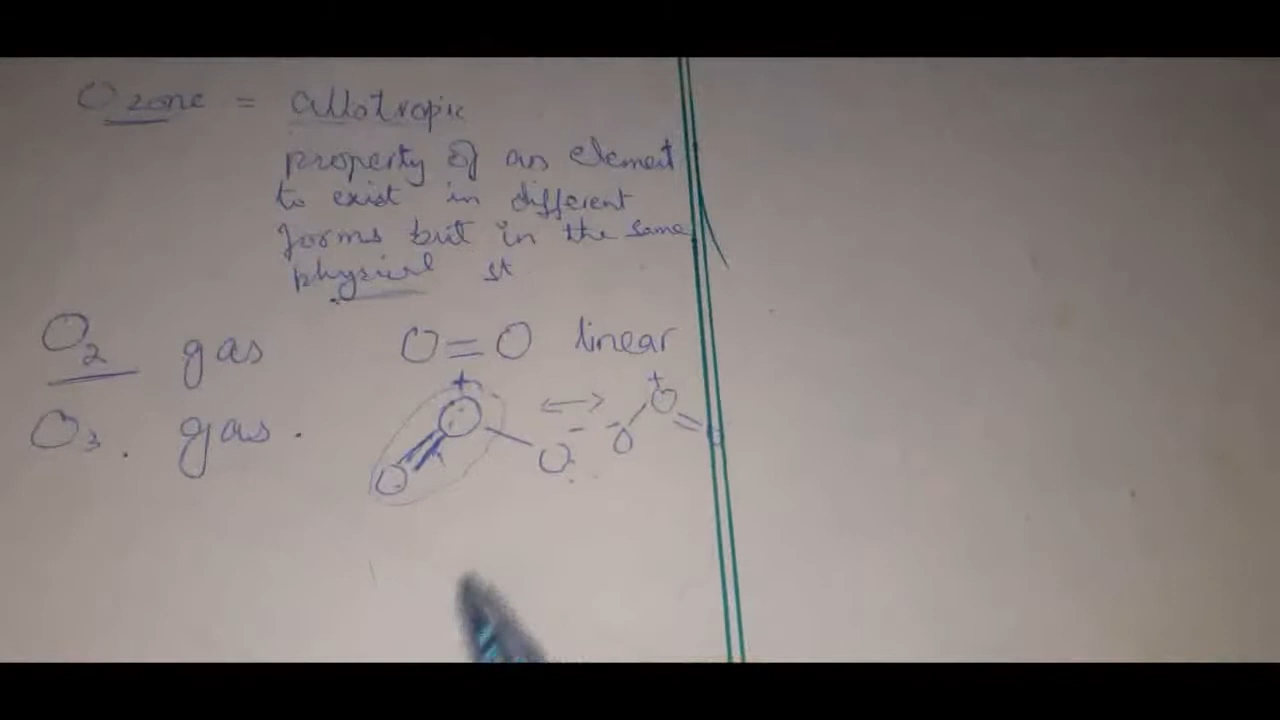 Ozone = allotropic
property of an element
to exist in different
forms but in the same
physical st
O₂ gas O=O linear
O₃ gas. + O O O - ↔ - O + O O